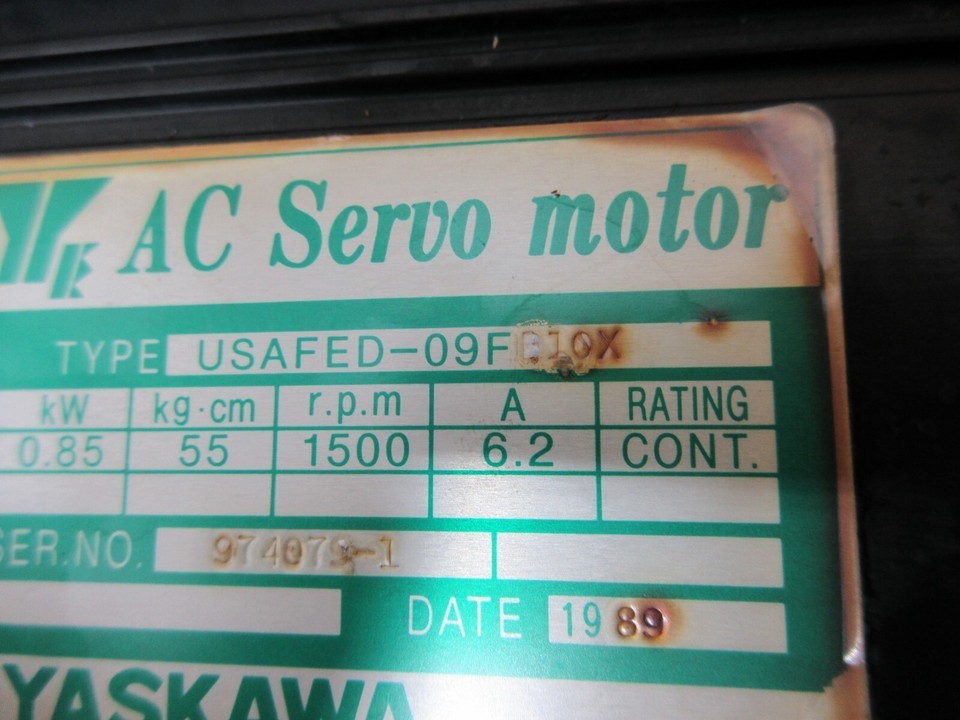 AC Servo motor
TYPE USAFED-09F
kW kg·cm r.p.m A RATING
0.85 55 1500 6.2 CONT.
SER.NO.
DATE 1989
YASKAWA